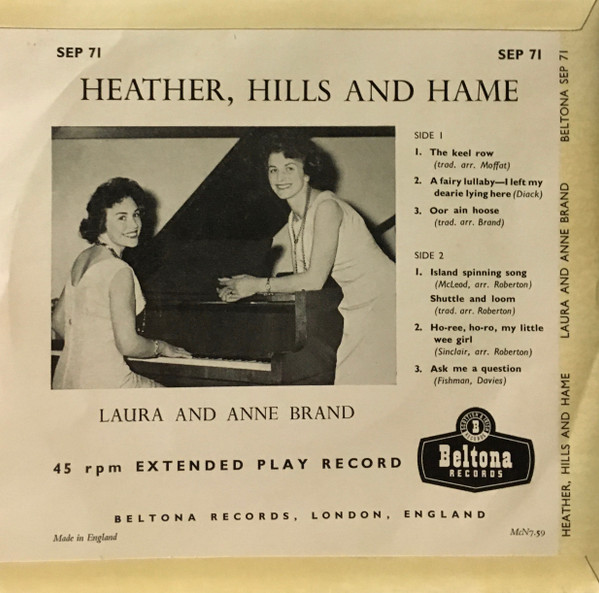 SEP 71
SEP 71
HEATHER, HILLS AND HAME
SIDE 1
1. The keel row
(trad. arr. Moffat)
2. A fairy lullaby—I left my
dearie lying here (Diack)
3. Oor ain hoose
(trad. arr. Brand)
SIDE 2
1. Island spinning song
(McLeod, arr. Roberton)
Shuttle and loom
(trad. arr. Roberton)
2. Ho-ree, ho-ro, my little
wee girl
(Sinclair, arr. Roberton)
3. Ask me a question
(Fishman, Davies)
LAURA AND ANNE BRAND
45 rpm EXTENDED PLAY RECORD
B
Beltona
RECORDS
BELTONA RECORDS, LONDON, ENGLAND
Made in England
McN7.59
HEATHER, HILLS AND HAME LAURA AND ANNE BRAND BELTONA SEP 71